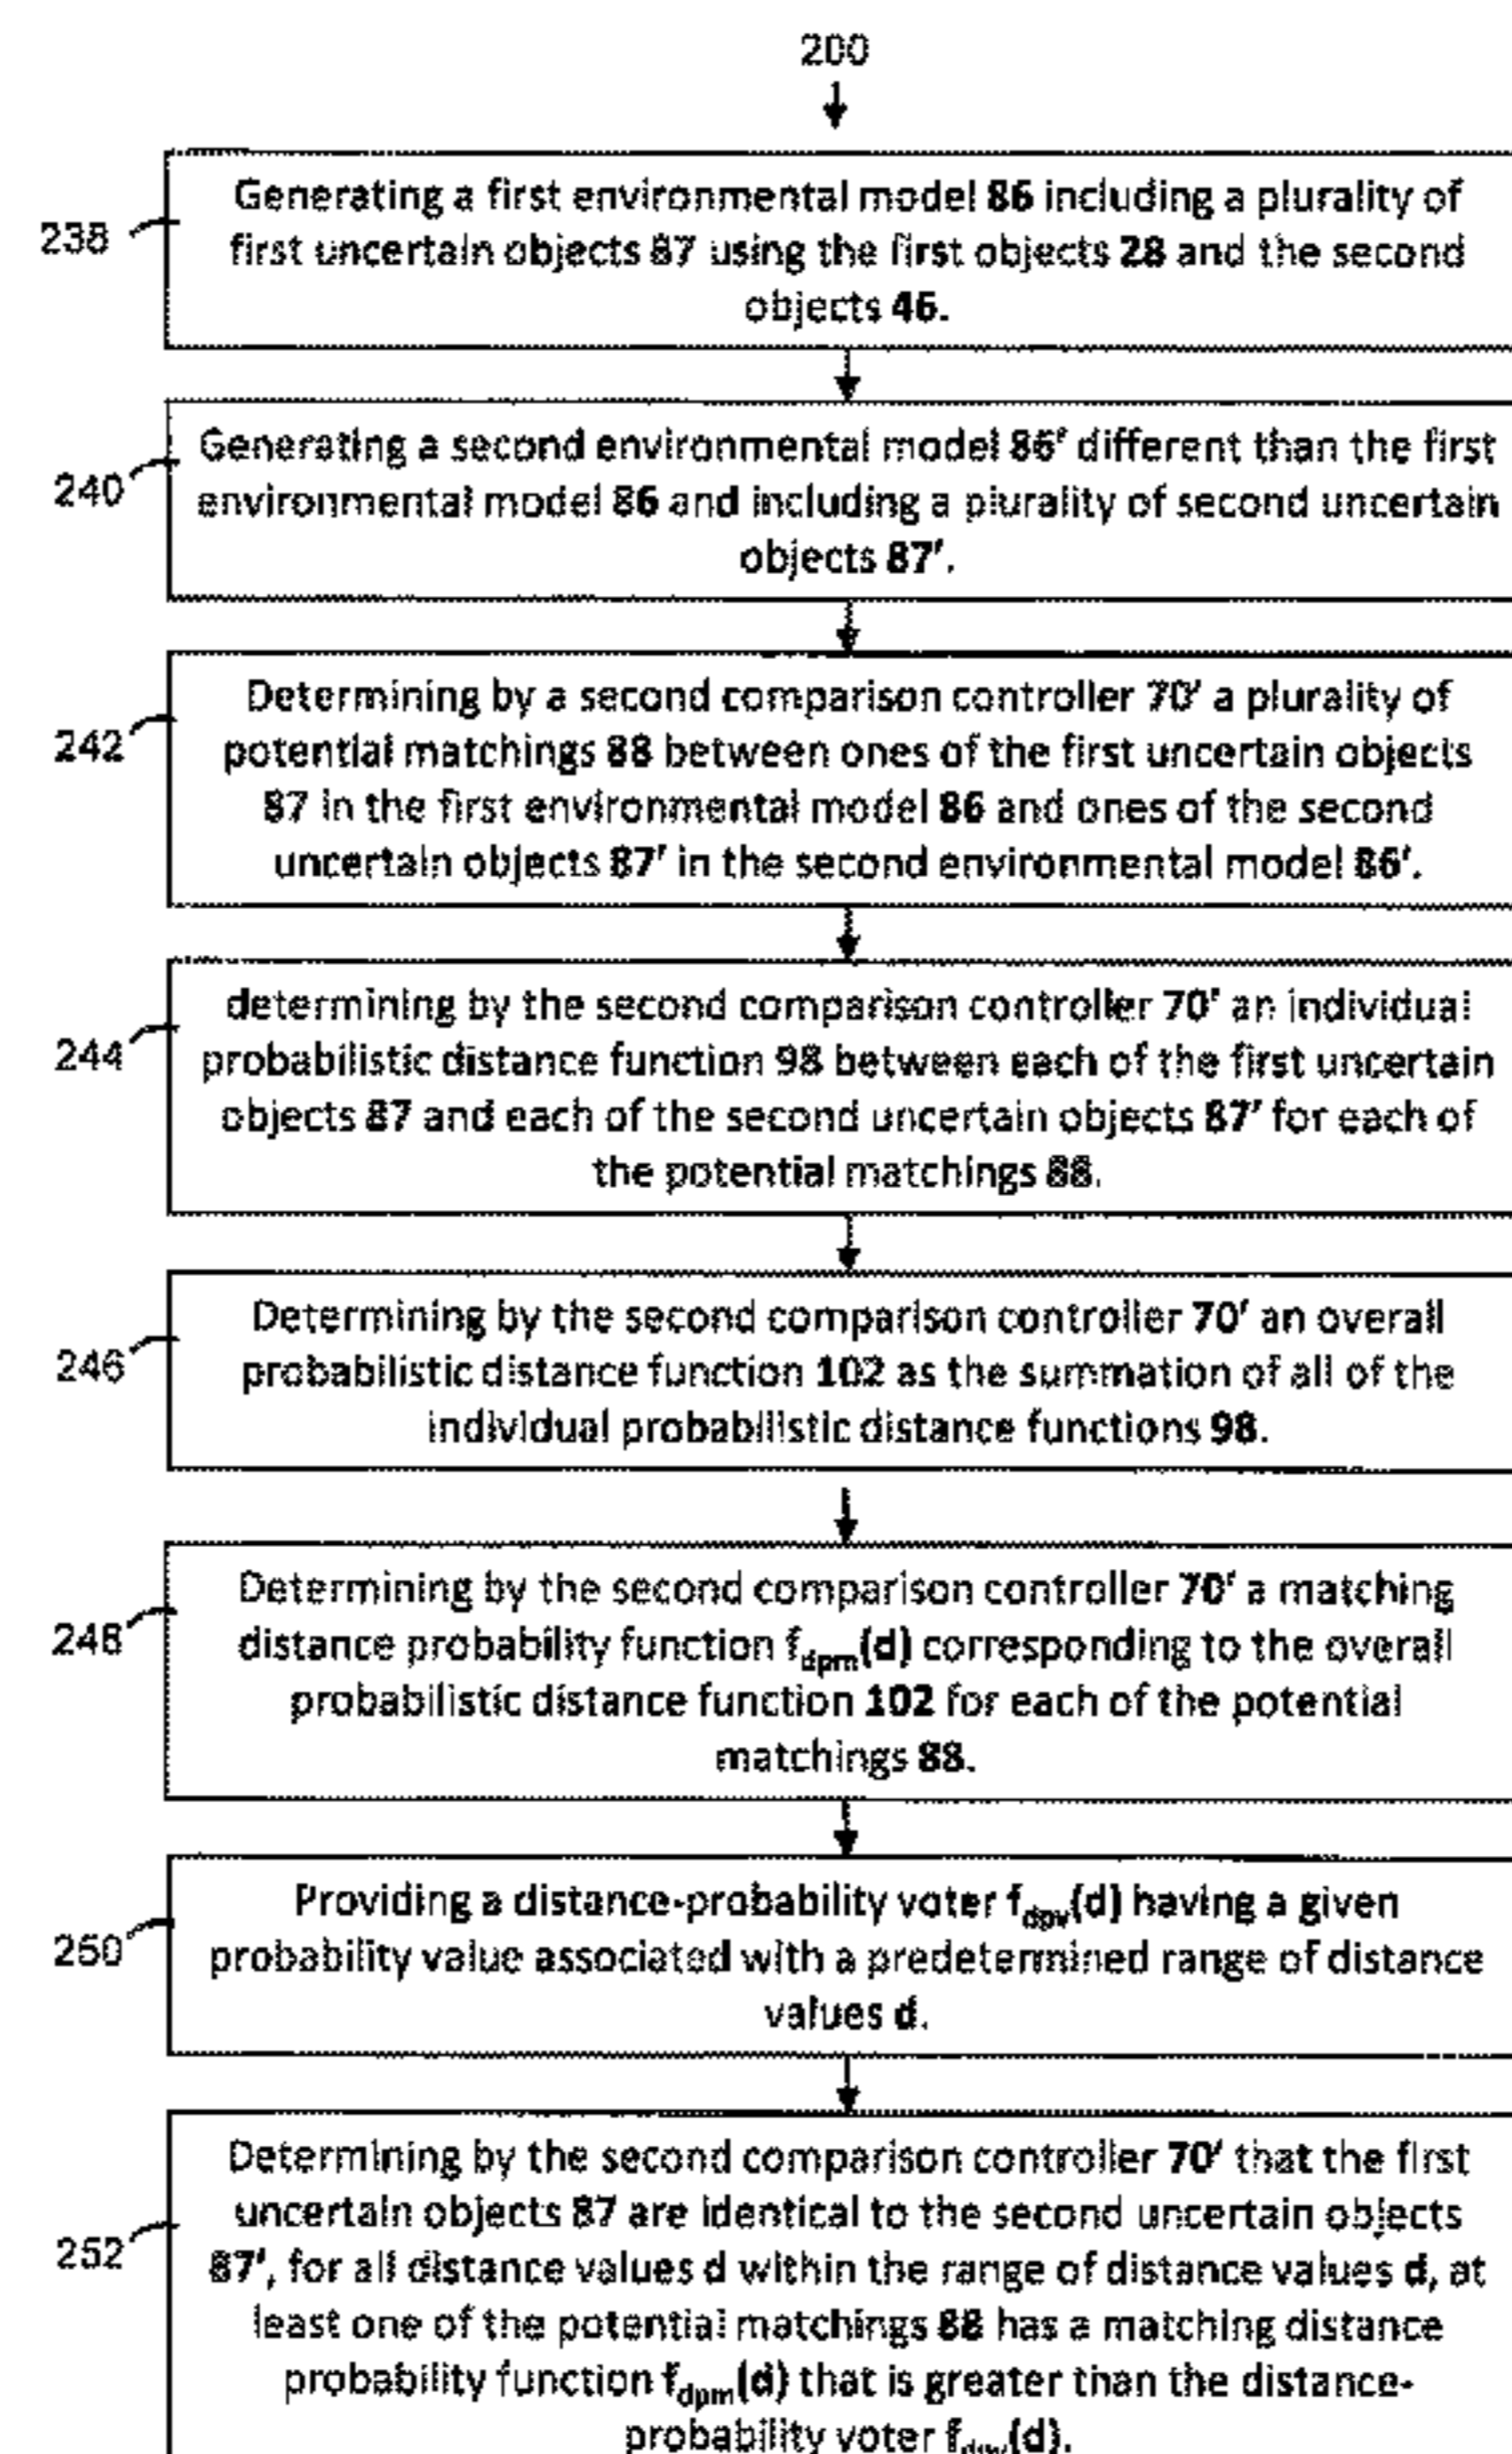 200
238
Generating a first environmental model 86 including a plurality of
first uncertain objects 87 using the first objects 28 and the second
objects 46.
240
Generating a second environmental model 86' different than the first
environmental model 86 and including a plurality of second uncertain
objects 87'.
242
Determining by a second comparison controller 70' a plurality of
potential matchings 88 between ones of the first uncertain objects
87 in the first environmental model 86 and ones of the second
uncertain objects 87' in the second environmental model 86'.
244
determining by the second comparison controller 70' an individual
probabilistic distance function 98 between each of the first uncertain
objects 87 and each of the second uncertain objects 87' for each of
the potential matchings 88.
246
Determining by the second comparison controller 70' an overall
probabilistic distance function 102 as the summation of all of the
individual probabilistic distance functions 98.
248
Determining by the second comparison controller 70' a matching
distance probability function fdpm(d) corresponding to the overall
probabilistic distance function 102 for each of the potential
matchings 88.
250
Providing a distance-probability voter fdpv(d) having a given
probability value associated with a predetermined range of distance
values d.
252
Determining by the second comparison controller 70' that the first
uncertain objects 87 are identical to the second uncertain objects
87', for all distance values d within the range of distance values d, at
least one of the potential matchings 88 has a matching distance
probability function fdpm(d) that is greater than the distance-
probability voter fdpv(d).